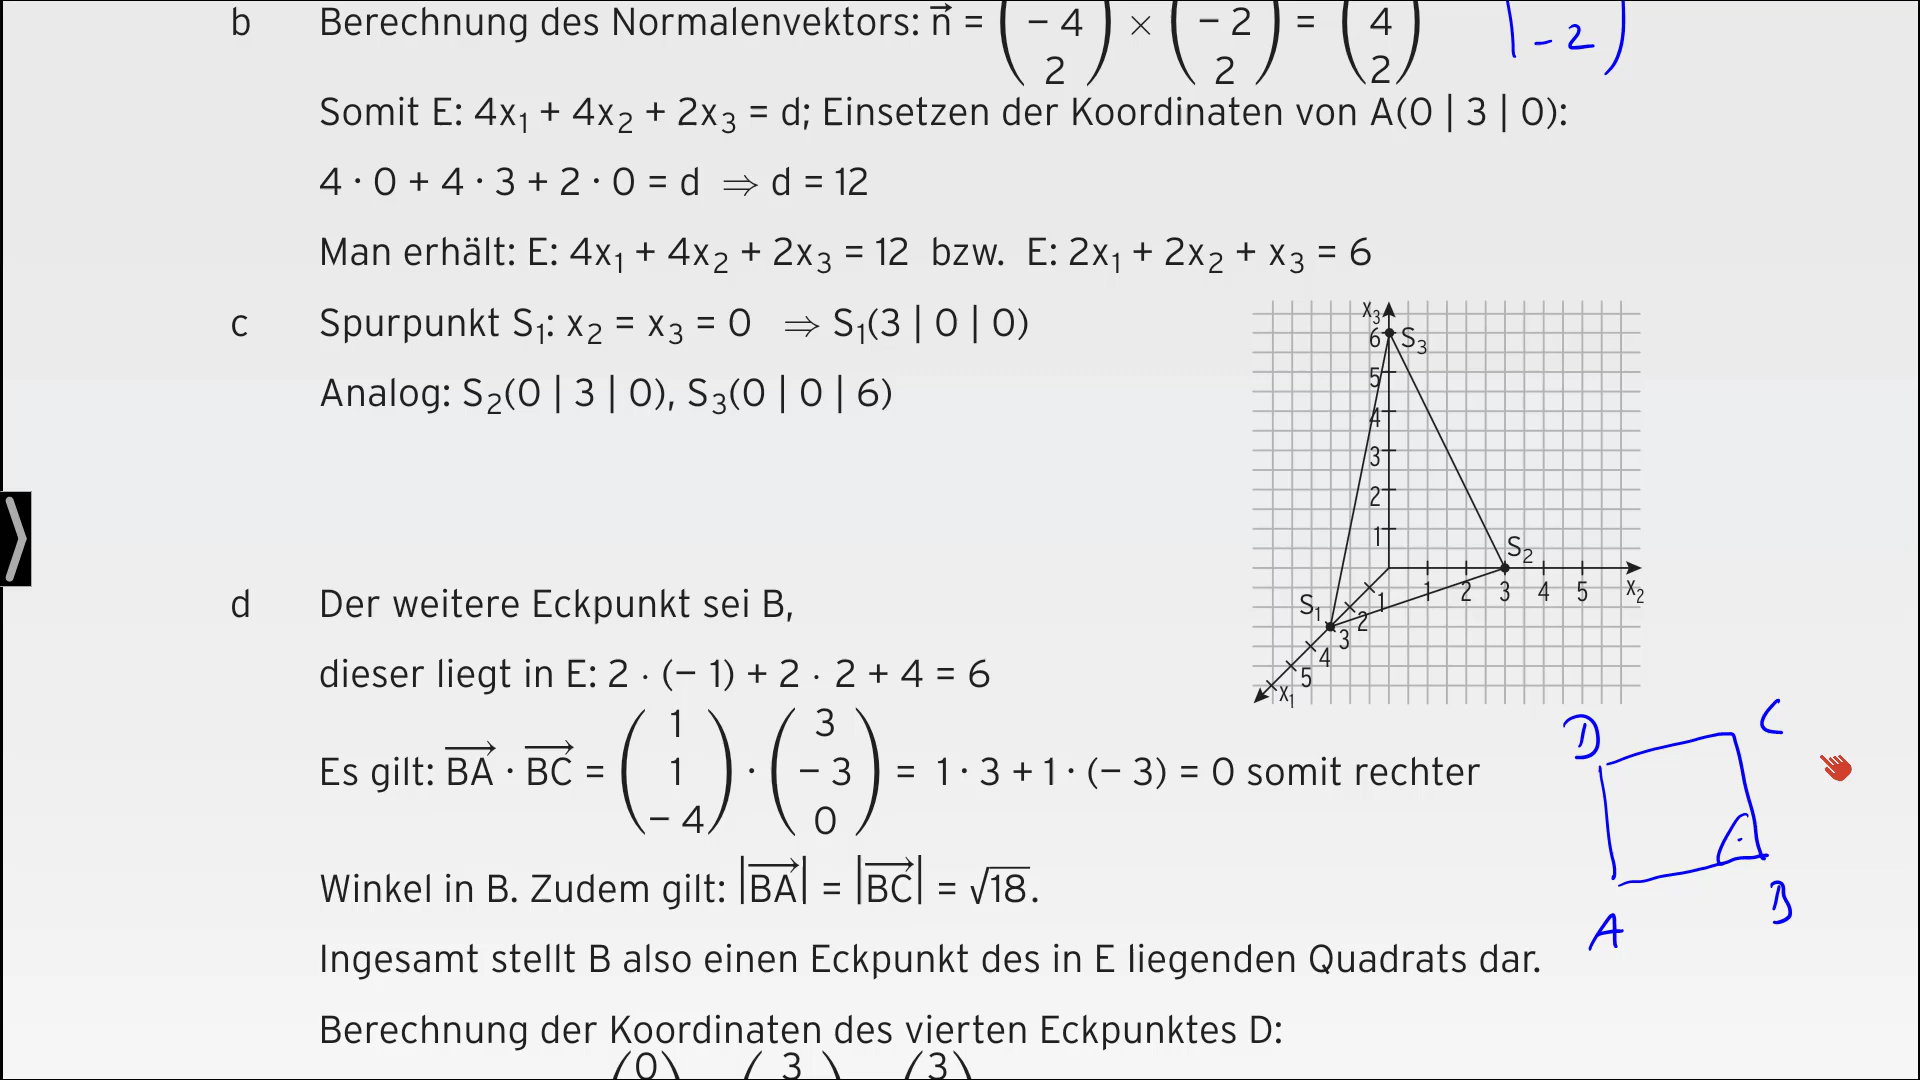 b Berechnung des Normalenvektors: n⃗ = (− 4 2) × (− 2 2) = (4 2) − 2
Somit E: 4x₁ + 4x₂ + 2x₃ = d; Einsetzen der Koordinaten von A(0 | 3 | 0):
4 · 0 + 4 · 3 + 2 · 0 = d ⇒ d = 12
Man erhält: E: 4x₁ + 4x₂ + 2x₃ = 12 bzw. E: 2x₁ + 2x₂ + x₃ = 6
c Spurpunkt S₁: x₂ = x₃ = 0 ⇒ S₁(3 | 0 | 0)
Analog: S₂(0 | 3 | 0), S₃(0 | 0 | 6)
x₃
6 S₃
5
4
3
2
1
S₂
1 2 3 4 5 x₂
S₁ 1
2
3
4
5
x₁
d Der weitere Eckpunkt sei B,
dieser liegt in E: 2 · (− 1) + 2 · 2 + 4 = 6
Es gilt: BA⃗ · BC⃗ = (1 1 − 4) · (3 − 3 0) = 1 · 3 + 1 · (− 3) = 0 somit rechter
Winkel in B. Zudem gilt: |BA⃗| = |BC⃗| = √18.
Ingesamt stellt B also einen Eckpunkt des in E liegenden Quadrats dar.
Berechnung der Koordinaten des vierten Eckpunktes D:
(0) (3) (3)
D C
A B